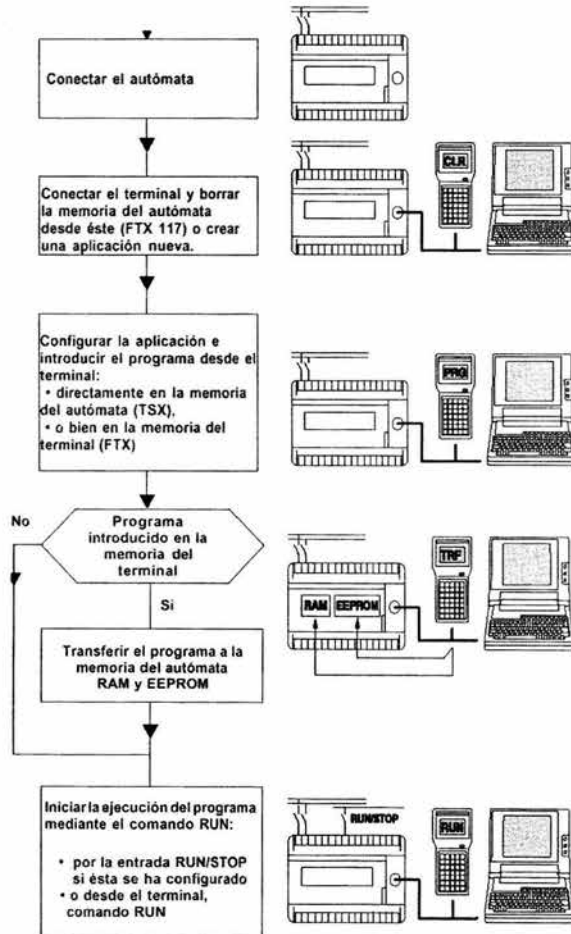 Conectar el autómata
CLR
Conectar el terminal y borrar
la memoria del autómata
desde éste (FTX 117) o crear
una aplicación nueva.
Configurar la aplicación e
introducir el programa desde el
terminal:
• directamente en la memoria
del autómata (TSX),
• o bien en la memoria del
terminal (FTX)
PRG
No
Programa
introducido en la
memoria del
terminal
Si
TRF
RAM
EEPROM
Transferir el programa a la
memoria del autómata
RAM y EEPROM
Iniciar la ejecución del programa
mediante el comando RUN:
• por la entrada RUN/STOP
si ésta se ha configurado
• o desde el terminal,
comando RUN
RUN/STOP
RUN